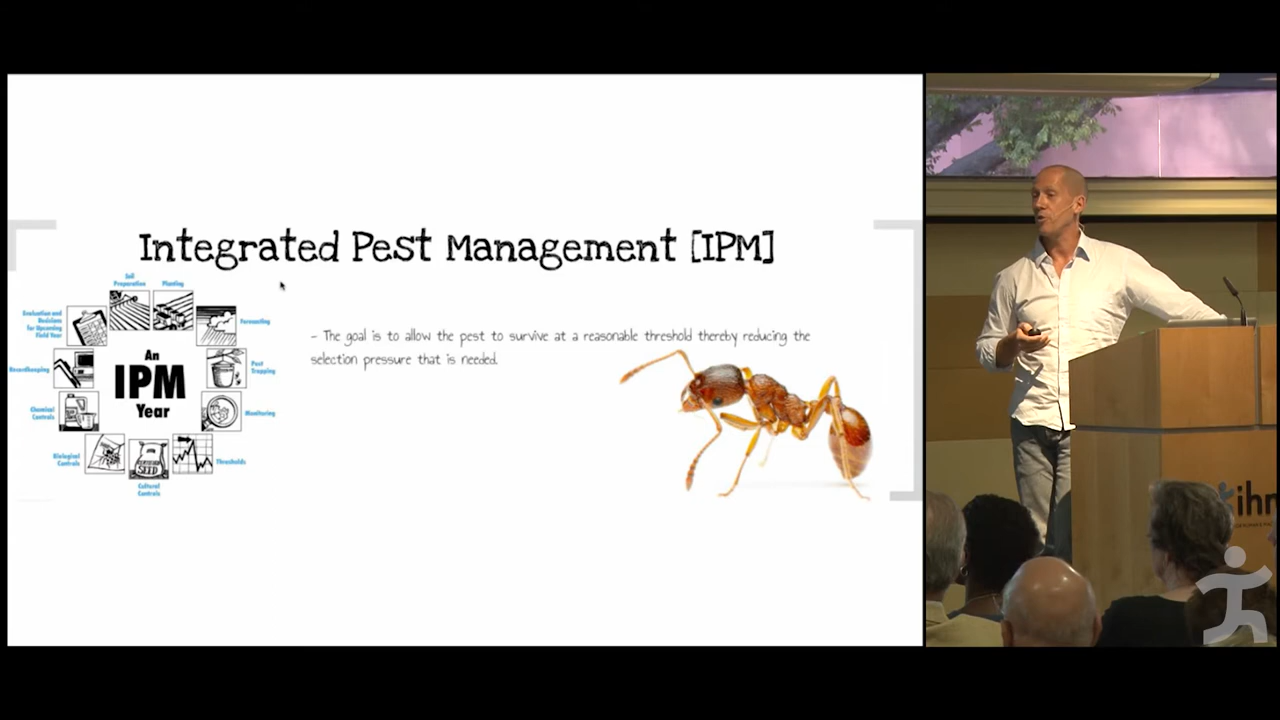 Integrated Pest Management [IPM]
Soil
Preparation
Planting
Evaluation and
Decisions
for Upcoming
Field Year
Forecasting
Recordkeeping
Pest
Trapping
An
IPM
Year
Chemical
Controls
Monitoring
Biological
Controls
Thresholds
SEED
Cultural
Controls
- The goal is to allow the pest to survive at a reasonable threshold thereby reducing the
selection pressure that is needed.
ihm